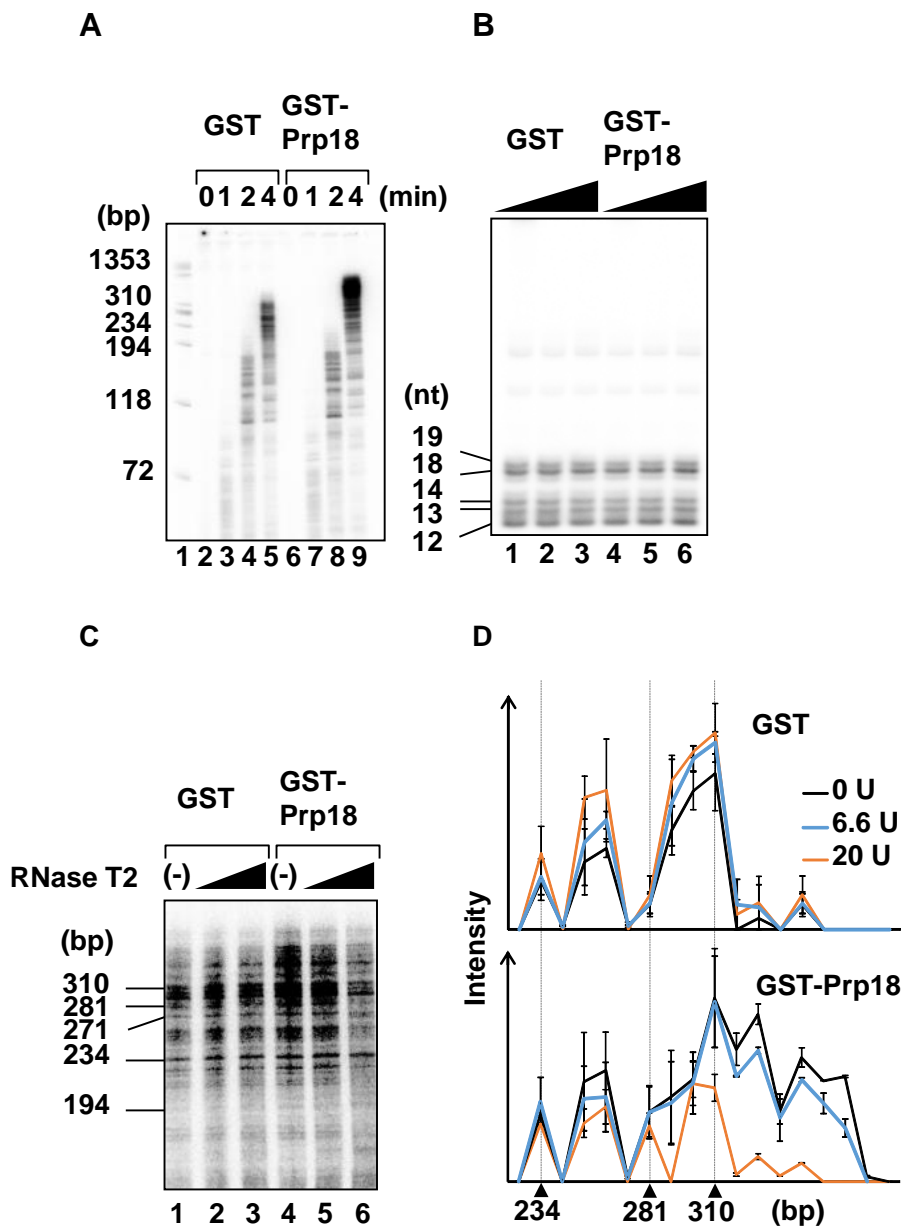 A
GST
GST-
Prp18
0 1 2 4 0 1 2 4 (min)
(bp)
1353
310
234
194
118
72
1 2 3 4 5 6 7 8 9
B
GST
GST-
Prp18
(nt)
19
18
14
13
12
1 2 3 4 5 6
C
GST
GST-
Prp18
RNase T2 (-) (-)
(bp)
310
281
271
234
194
1 2 3 4 5 6
D
GST
0 U
6.6 U
20 U
Intensity
GST-Prp18
234 281 310 (bp)